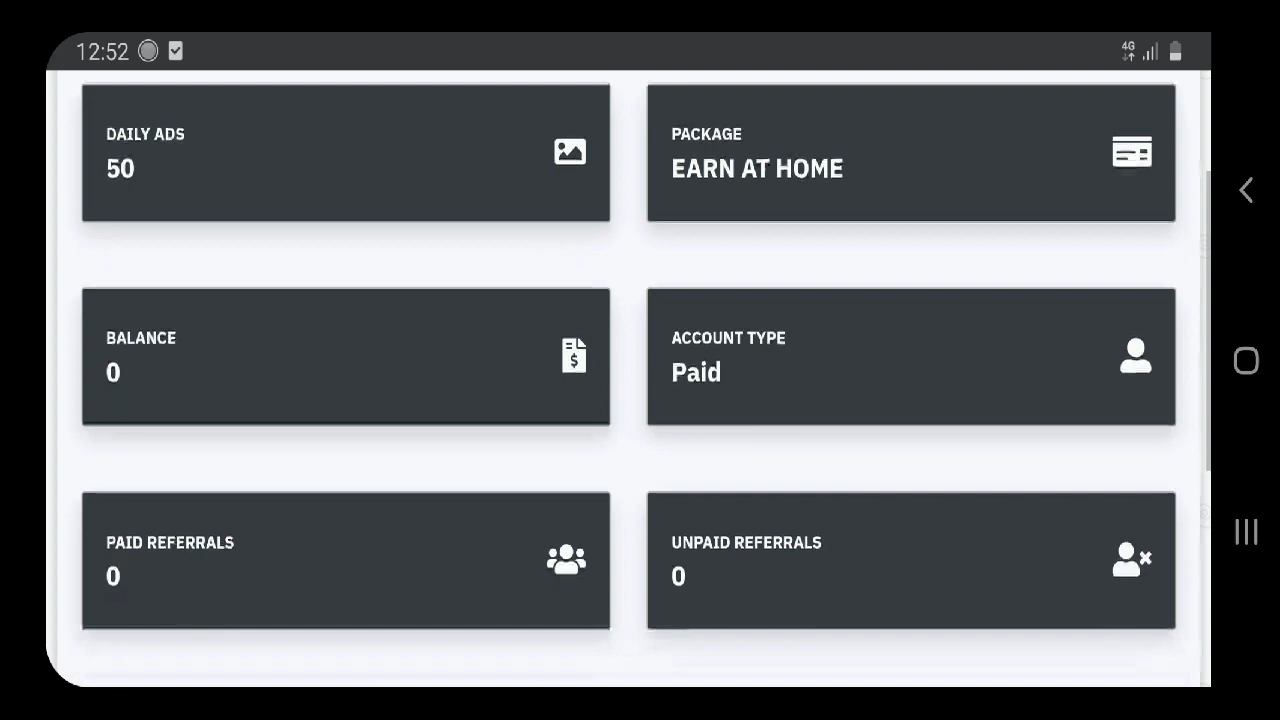 12:52
4G
DAILY ADS
50
PACKAGE
EARN AT HOME
BALANCE
0
$
ACCOUNT TYPE
Paid
PAID REFERRALS
0
UNPAID REFERRALS
0